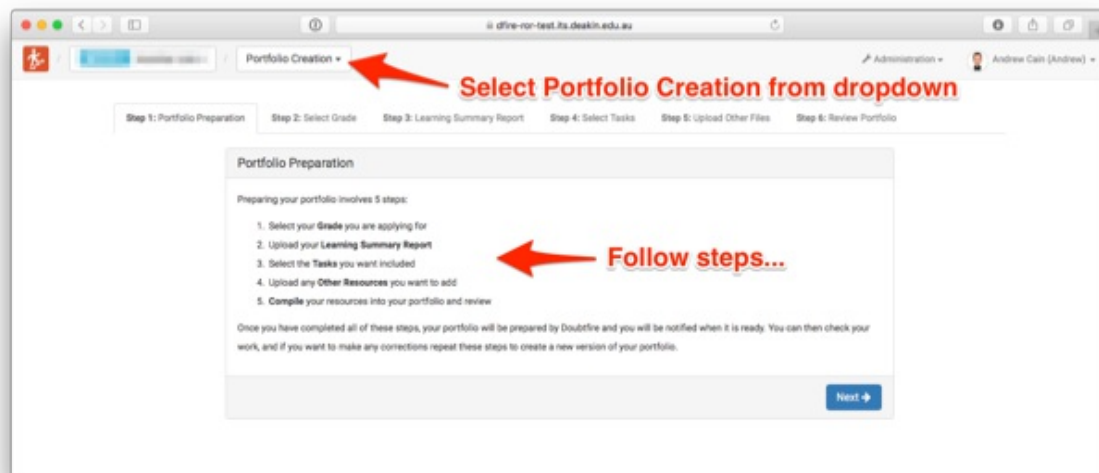 dfire-ror-test.its.deakin.edu.au
Portfolio Creation
Administration
Andrew Cain (Andrew)
Select Portfolio Creation from dropdown
Step 1: Portfolio Preparation Step 2: Select Grade Step 3: Learning Summary Report Step 4: Select Tasks Step 5: Upload Other Files Step 6: Review Portfolio
Portfolio Preparation
Preparing your portfolio involves 5 steps:
1. Select your Grade you are applying for
2. Upload your Learning Summary Report
3. Select the Tasks you want included
4. Upload any Other Resources you want to add
5. Compile your resources into your portfolio and review
Follow steps...
Once you have completed all of these steps, your portfolio will be prepared by Doubtfire and you will be notified when it is ready. You can then check your
work, and if you want to make any corrections repeat these steps to create a new version of your portfolio.
Next